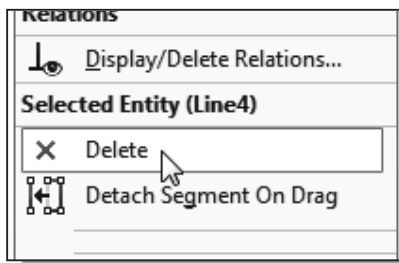 Relations
Display/Delete Relations...
Selected Entity (Line4)
Delete
Detach Segment On Drag